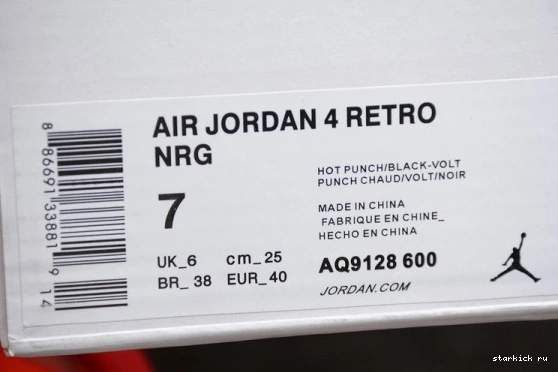 AIR JORDAN 4 RETRO
NRG
7
UK_6 cm_25
BR_38 EUR_40
HOT PUNCH/BLACK-VOLT
PUNCH CHAUD/VOLT/NOIR
MADE IN CHINA
FABRIQUE EN CHINE_
HECHO EN CHINA
AQ9128 600
JORDAN.COM
8 86691 33881 9 14
starkick ru